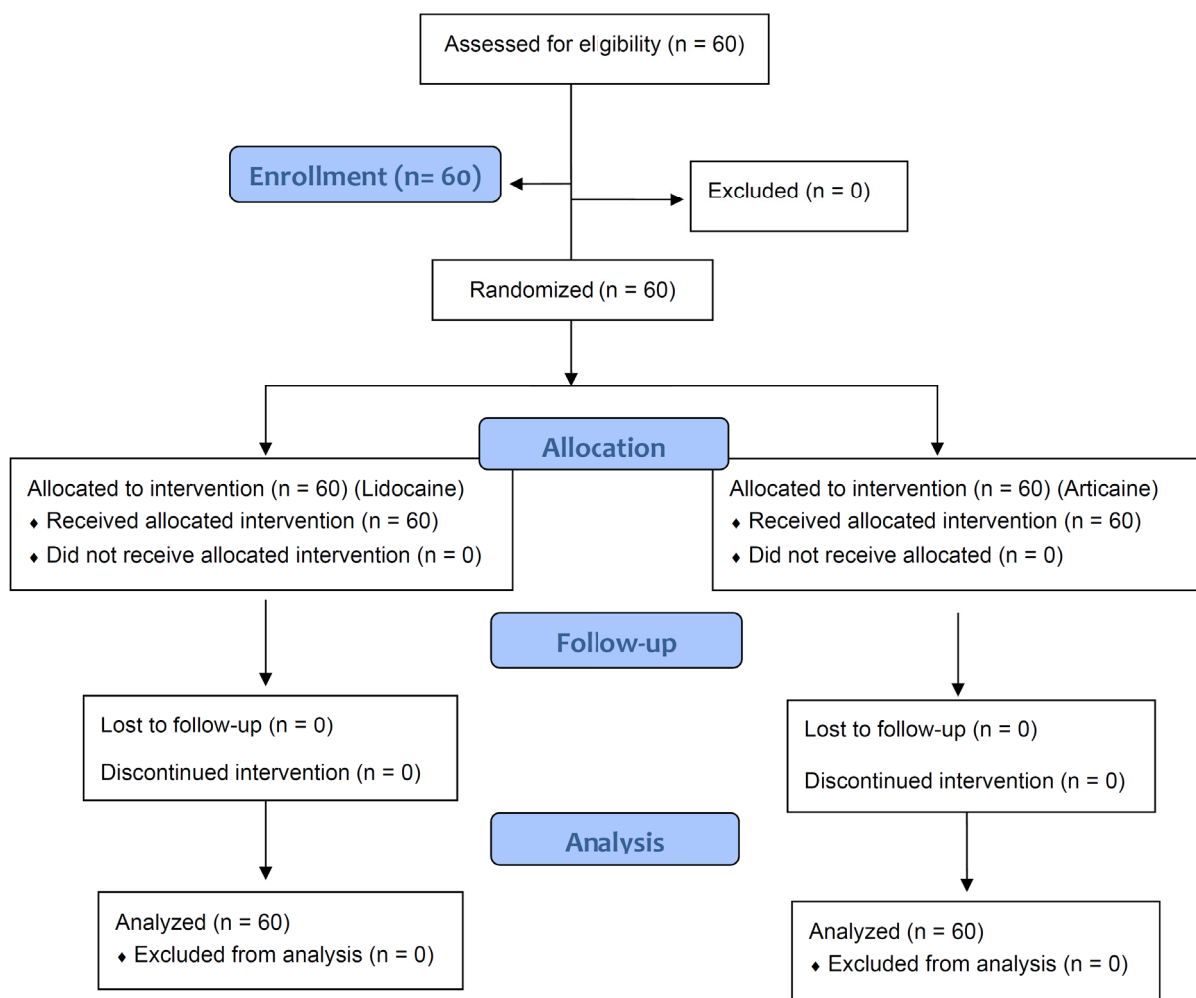 Assessed for eligibility (n = 60)
Enrollment (n= 60)
Excluded (n = 0)
Randomized (n = 60)
Allocation
Allocated to intervention (n = 60) (Lidocaine)
♦ Received allocated intervention (n = 60)
♦ Did not receive allocated intervention (n = 0)
Allocated to intervention (n = 60) (Articaine)
♦ Received allocated intervention (n = 60)
♦ Did not receive allocated (n = 0)
Follow-up
Lost to follow-up (n = 0)
Discontinued intervention (n = 0)
Lost to follow-up (n = 0)
Discontinued intervention (n = 0)
Analysis
Analyzed (n = 60)
♦ Excluded from analysis (n = 0)
Analyzed (n = 60)
♦ Excluded from analysis (n = 0)